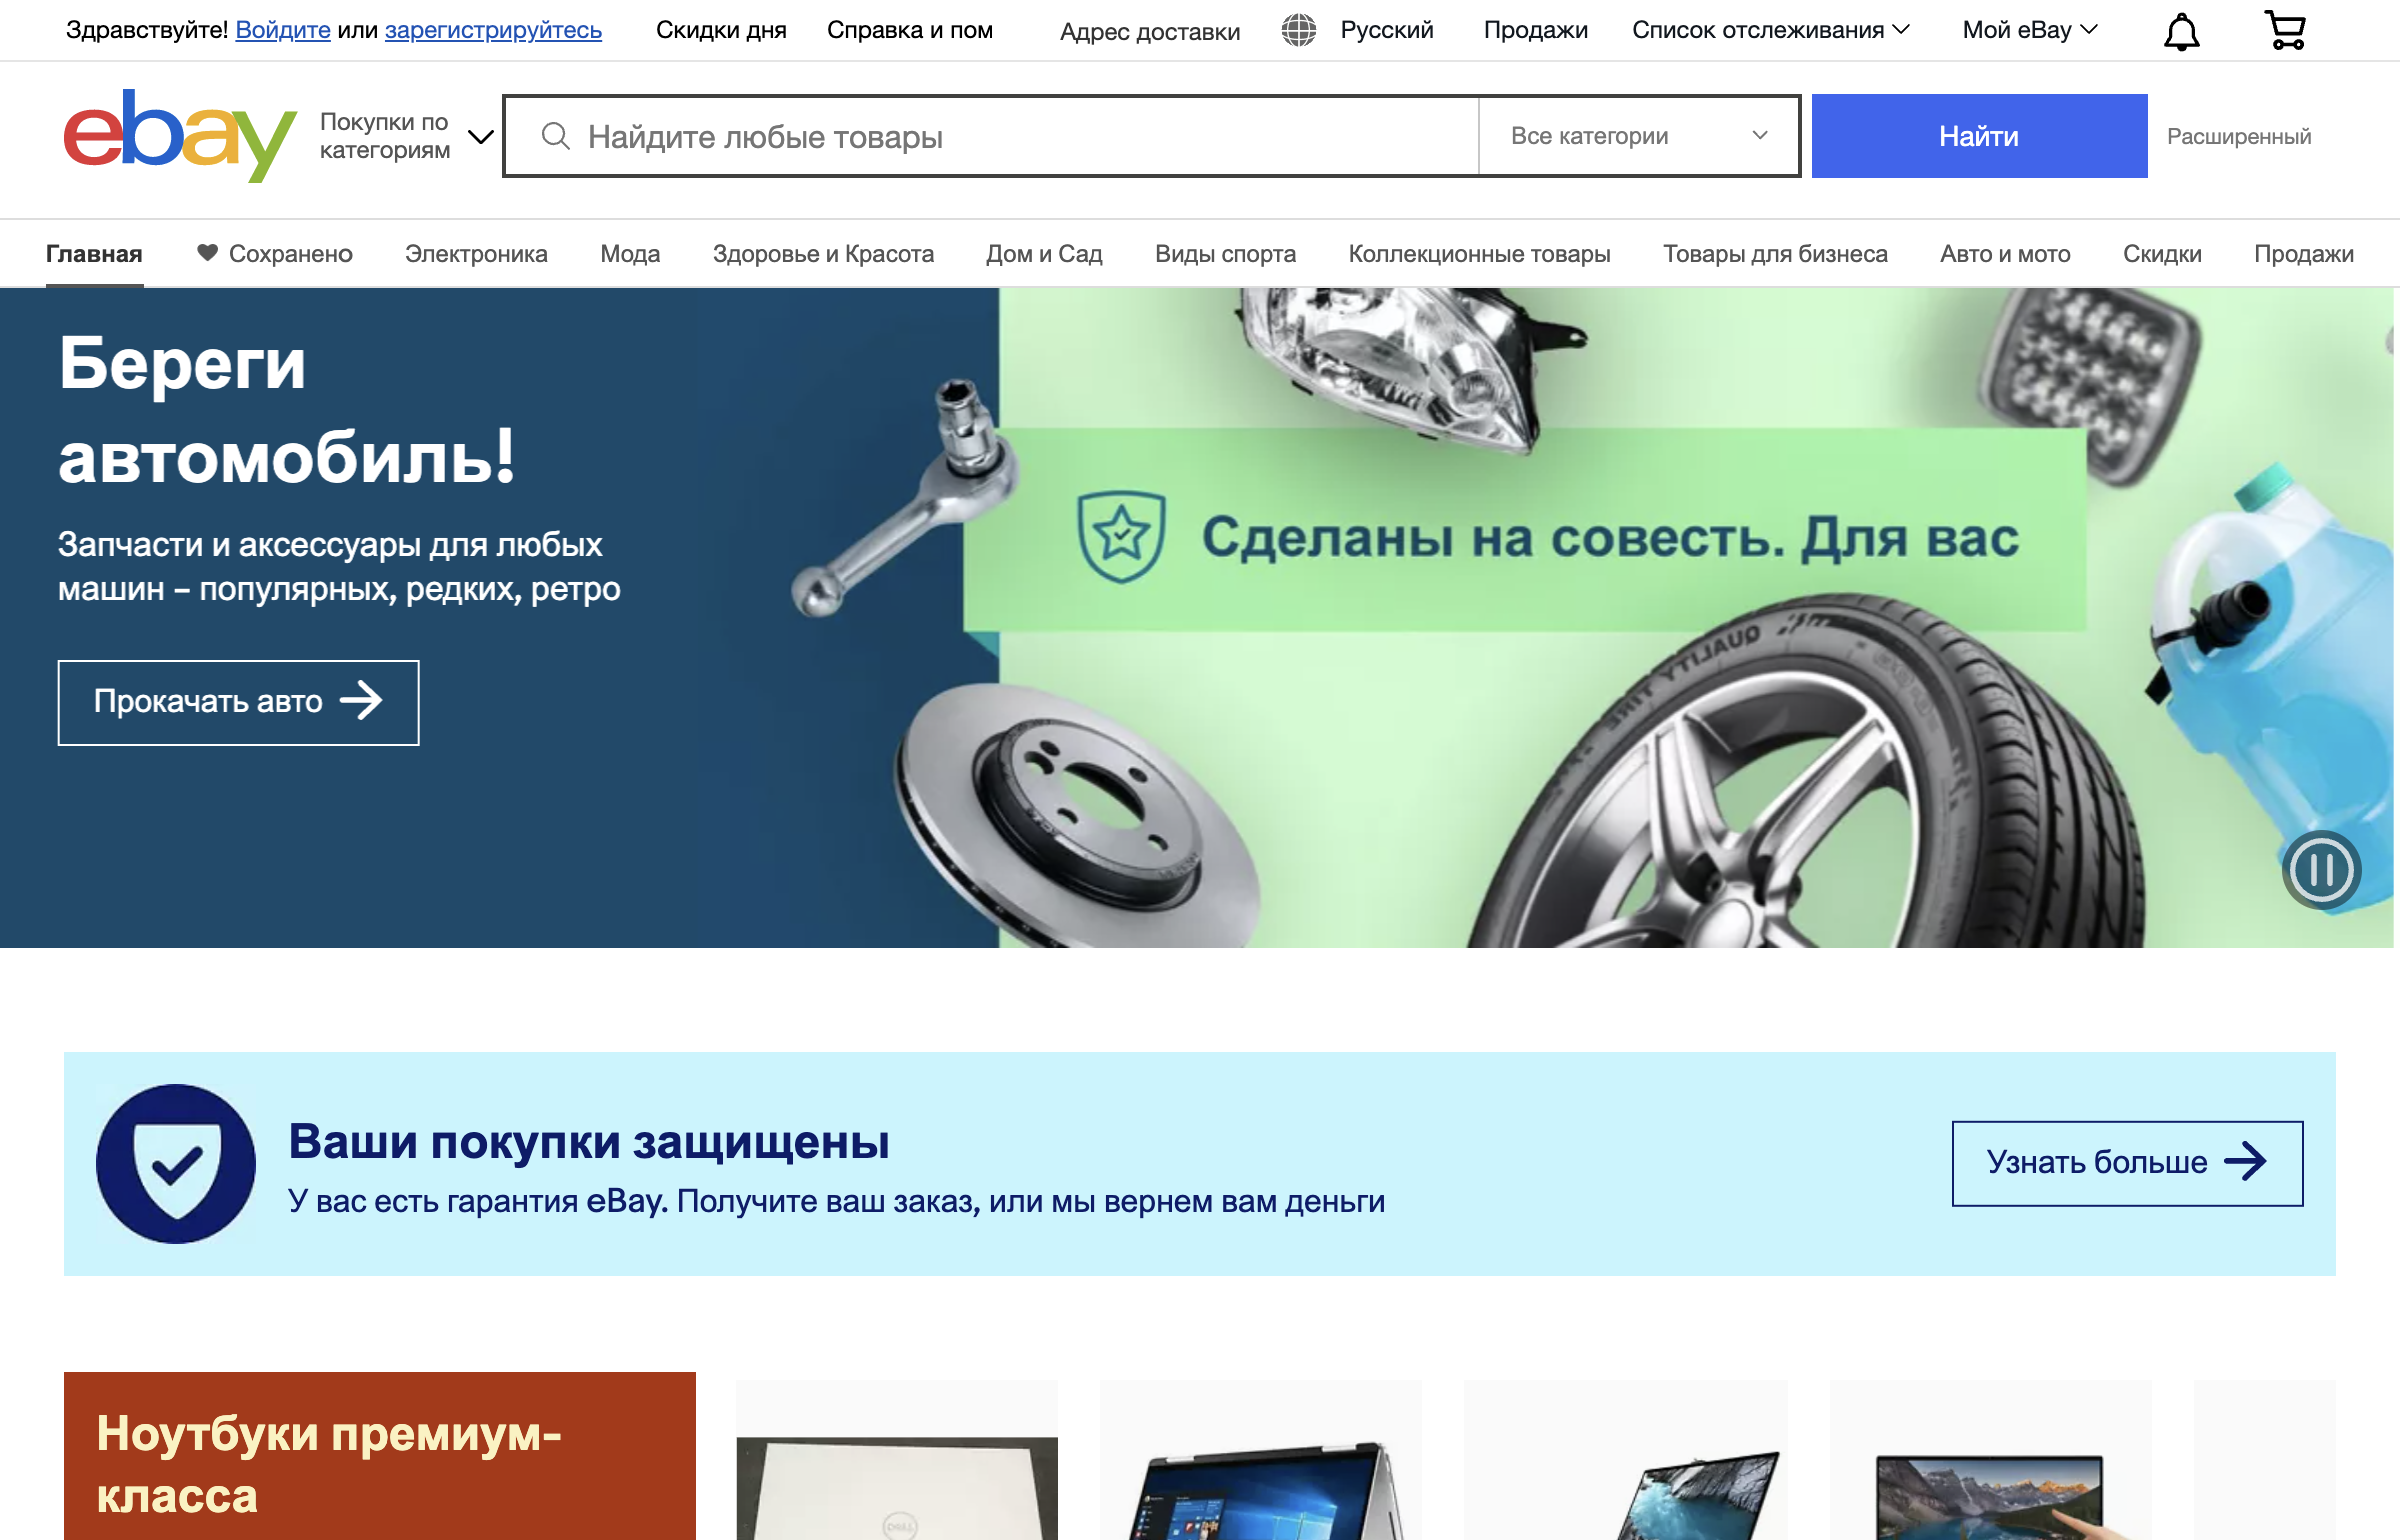 Здравствуйте! Войдите или зарегистрируйтесь
Скидки дня
Справка и пом
Адрес доставки
Русский
Продажи
Список отслеживания
Мой eBay
ebay
Покупки по
категориям
Найдите любые товары
Все категории
Найти
Расширенный
Главная
Сохранено
Электроника
Мода
Здоровье и Красота
Дом и Сад
Виды спорта
Коллекционные товары
Товары для бизнеса
Авто и мото
Скидки
Продажи
Береги
автомобиль!
Запчасти и аксессуары для любых
машин – популярных, редких, ретро
Прокачать авто
Сделаны на совесть. Для вас
QUALITY TIRE
Ваши покупки защищены
У вас есть гарантия eBay. Получите ваш заказ, или мы вернем вам деньги
Узнать больше
Ноутбуки премиум-
класса
DELL